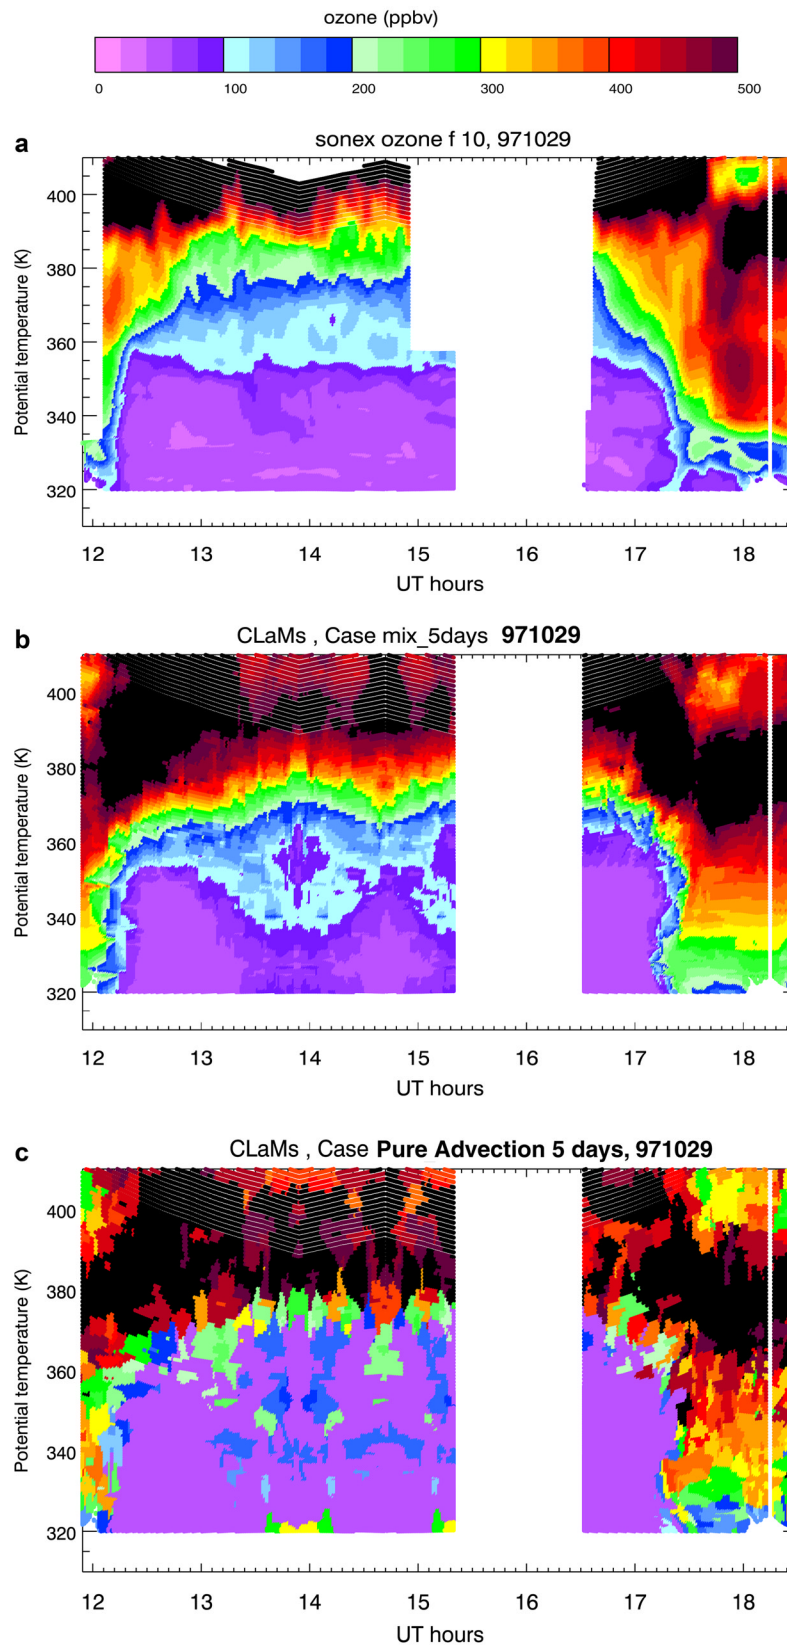 ozone (ppbv)
0 100 200 300 400 500
a sonex ozone f 10, 971029
Potential temperature (K)
400
380
360
340
320
12 13 14 15 16 17 18
UT hours
b CLaMs , Case mix_5days 971029
Potential temperature (K)
400
380
360
340
320
12 13 14 15 16 17 18
UT hours
c CLaMs , Case Pure Advection 5 days, 971029
Potential temperature (K)
400
380
360
340
320
12 13 14 15 16 17 18
UT hours